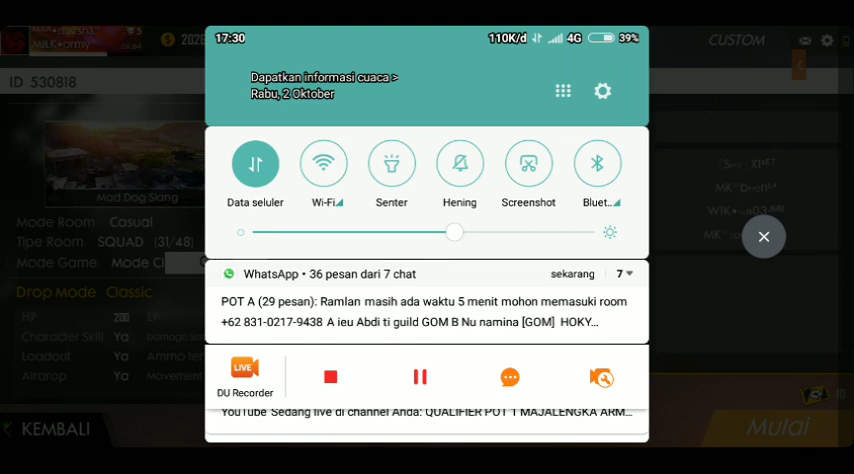 17:30
110K/d 4G 39%
CUSTOM
ID 530818
Dapatkan informasi cuaca >
Rabu, 2 Oktober
Data seluler
Wi-Fi
Senter
Hening
Screenshot
Bluet...
Mad Dog Slang
Mode Room Casual
Tipe Room SQUAD (31/48)
Mode Game Mode Cl
Drop Mode Classic
HP 200 EP
Character Skill Ya
Loadout Ya
Airdrop Ya Movement
WhatsApp • 36 pesan dari 7 chat
sekarang 7
POT A (29 pesan): Ramlan masih ada waktu 5 menit mohon memasuki room
+62 831-0217-9438 A ieu Abdi ti guild GOM B Nu namina [GOM] HOKY...
LIVE
DU Recorder
YouTube Sedang live di channel Anda: QUALIFIER POT 1 MAJALENGKA ARM...
KEMBALI
Mulai